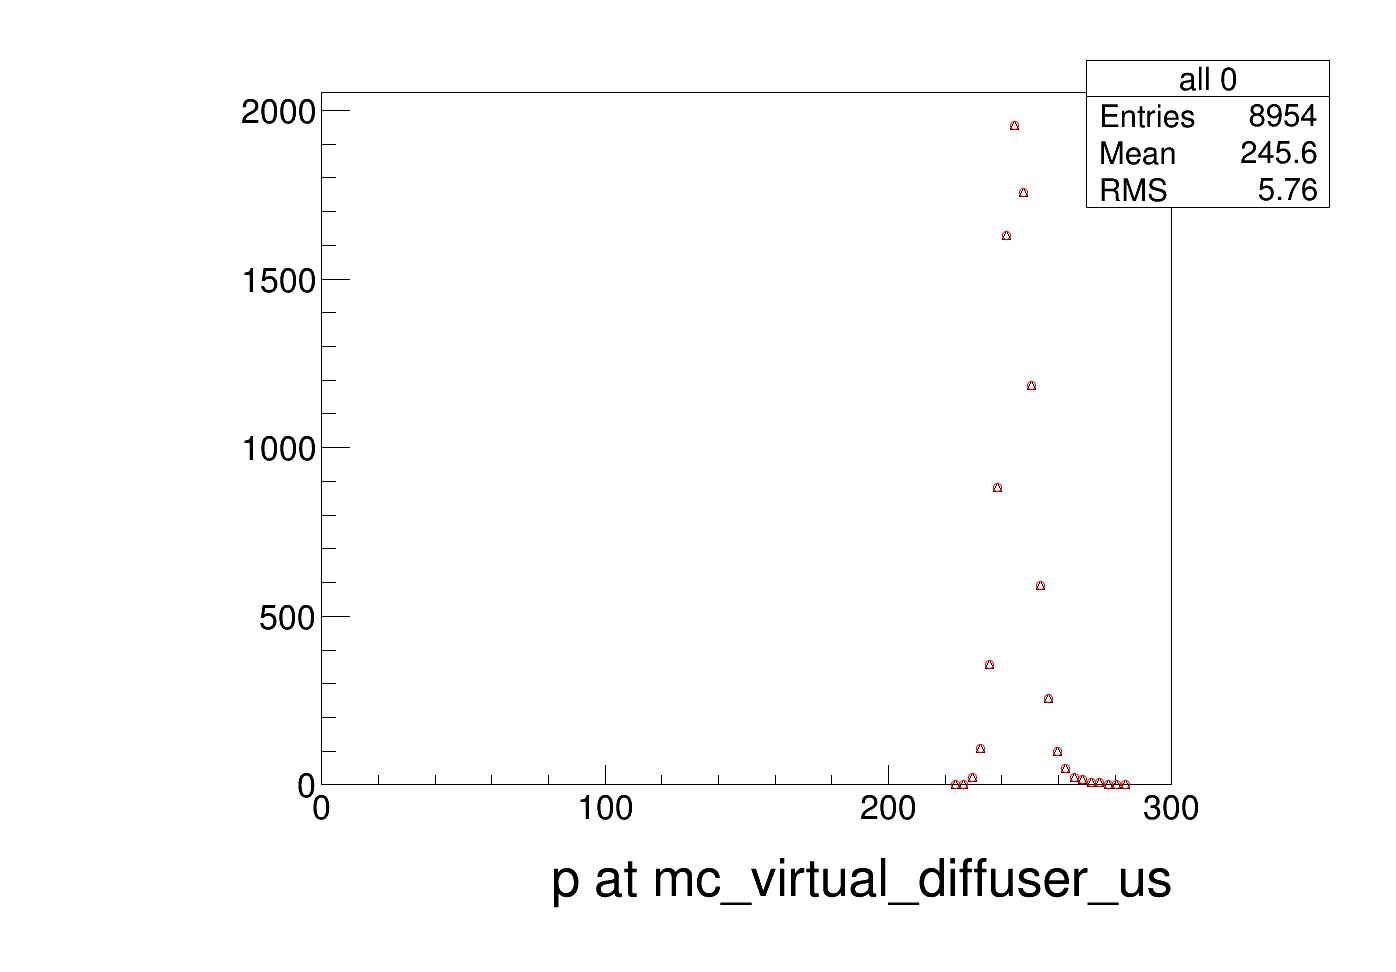 all 0
Entries 8954
Mean 245.6
RMS 5.76
2000
1500
1000
500
0
0 100 200 300
p at mc_virtual_diffuser_us